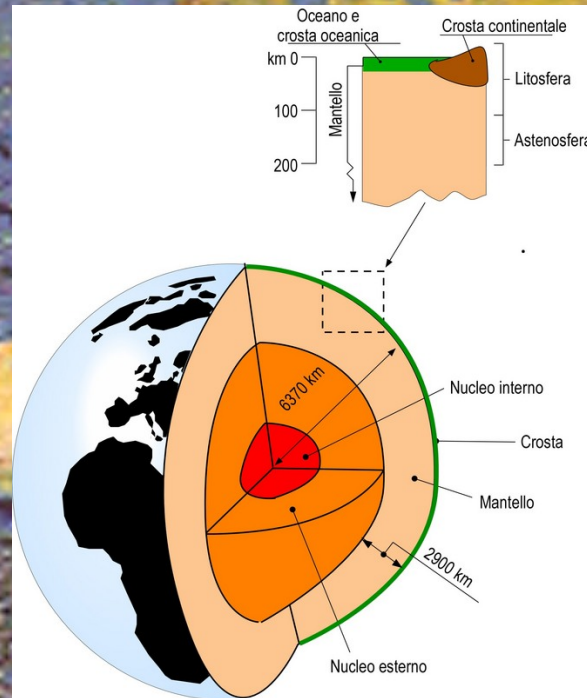 Oceano e
crosta oceanica
Crosta continentale
km 0
100
200
Mantello
Litosfera
Astenosfera
6370 km
Nucleo interno
Crosta
Mantello
2900 km
Nucleo esterno